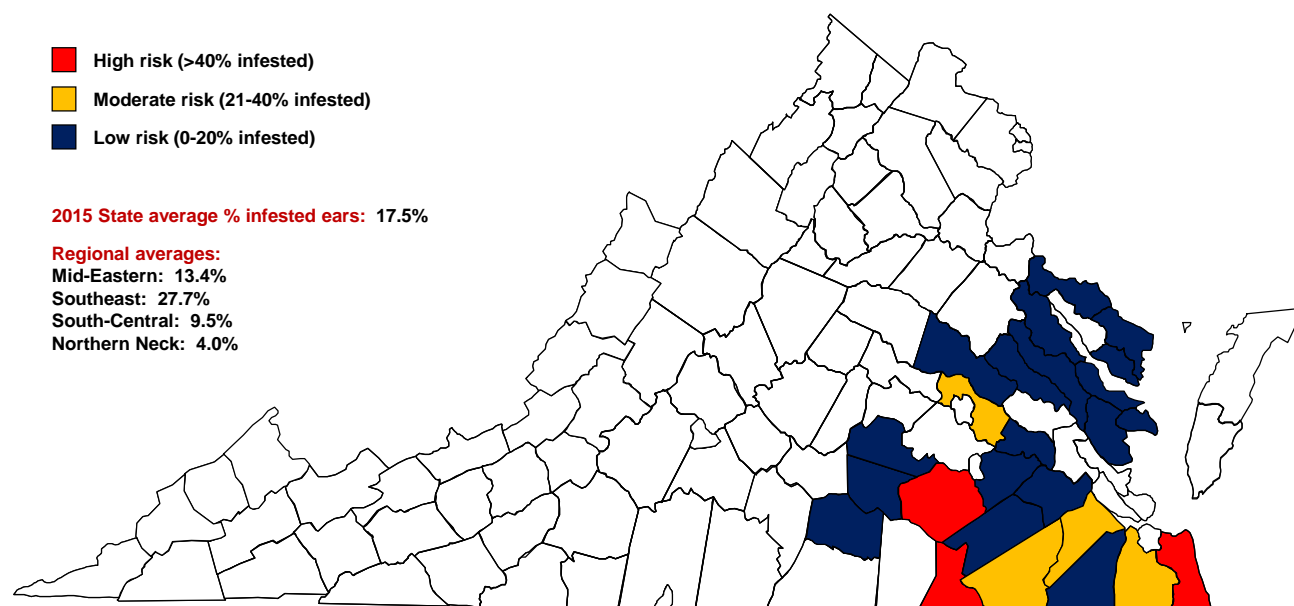 High risk (>40% infested)
Moderate risk (21-40% infested)
Low risk (0-20% infested)
2015 State average % infested ears: 17.5%
Regional averages:
Mid-Eastern: 13.4%
Southeast: 27.7%
South-Central: 9.5%
Northern Neck: 4.0%